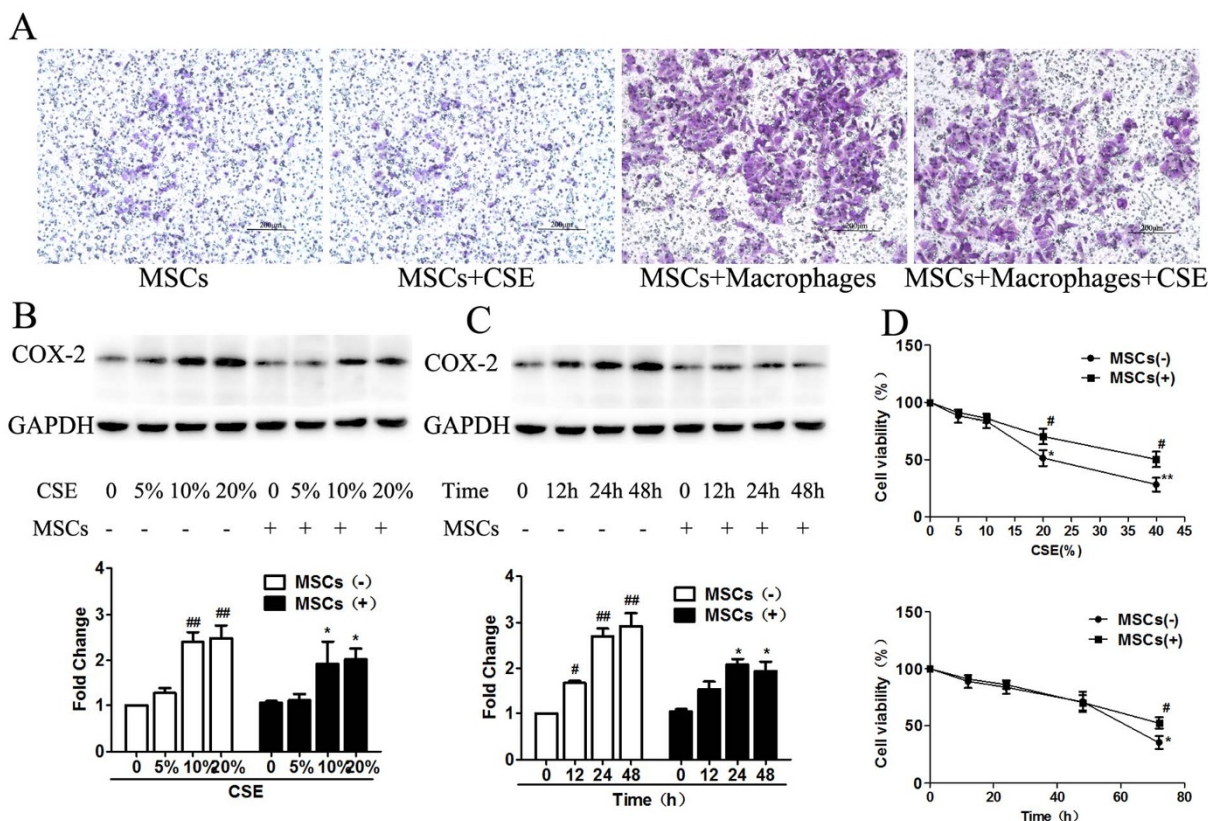 A
200μm
200μm
200μm
200μm
MSCs
MSCs+CSE
MSCs+Macrophages
MSCs+Macrophages+CSE
B
COX-2
GAPDH
CSE 0 5% 10% 20% 0 5% 10% 20%
MSCs - - - - + + + +
Fold Change
4
3
2
1
0
MSCs (-)
MSCs (+)
##
##
*
*
0 5% 10% 20% 0 5% 10% 20%
CSE
C
COX-2
GAPDH
Time 0 12h 24h 48h 0 12h 24h 48h
MSCs - - - - + + + +
Fold Change
4
3
2
1
0
MSCs (-)
MSCs (+)
#
##
##
*
*
0 12 24 48 0 12 24 48
Time (h)
D
Cell viability (%)
150
100
50
0
MSCs(-)
MSCs(+)
#
*
#
**
0 5 10 15 20 25 30 35 40 45
CSE(%)
Cell viability (%)
150
100
50
0
MSCs(-)
MSCs(+)
#
*
0 20 40 60 80
Time (h)